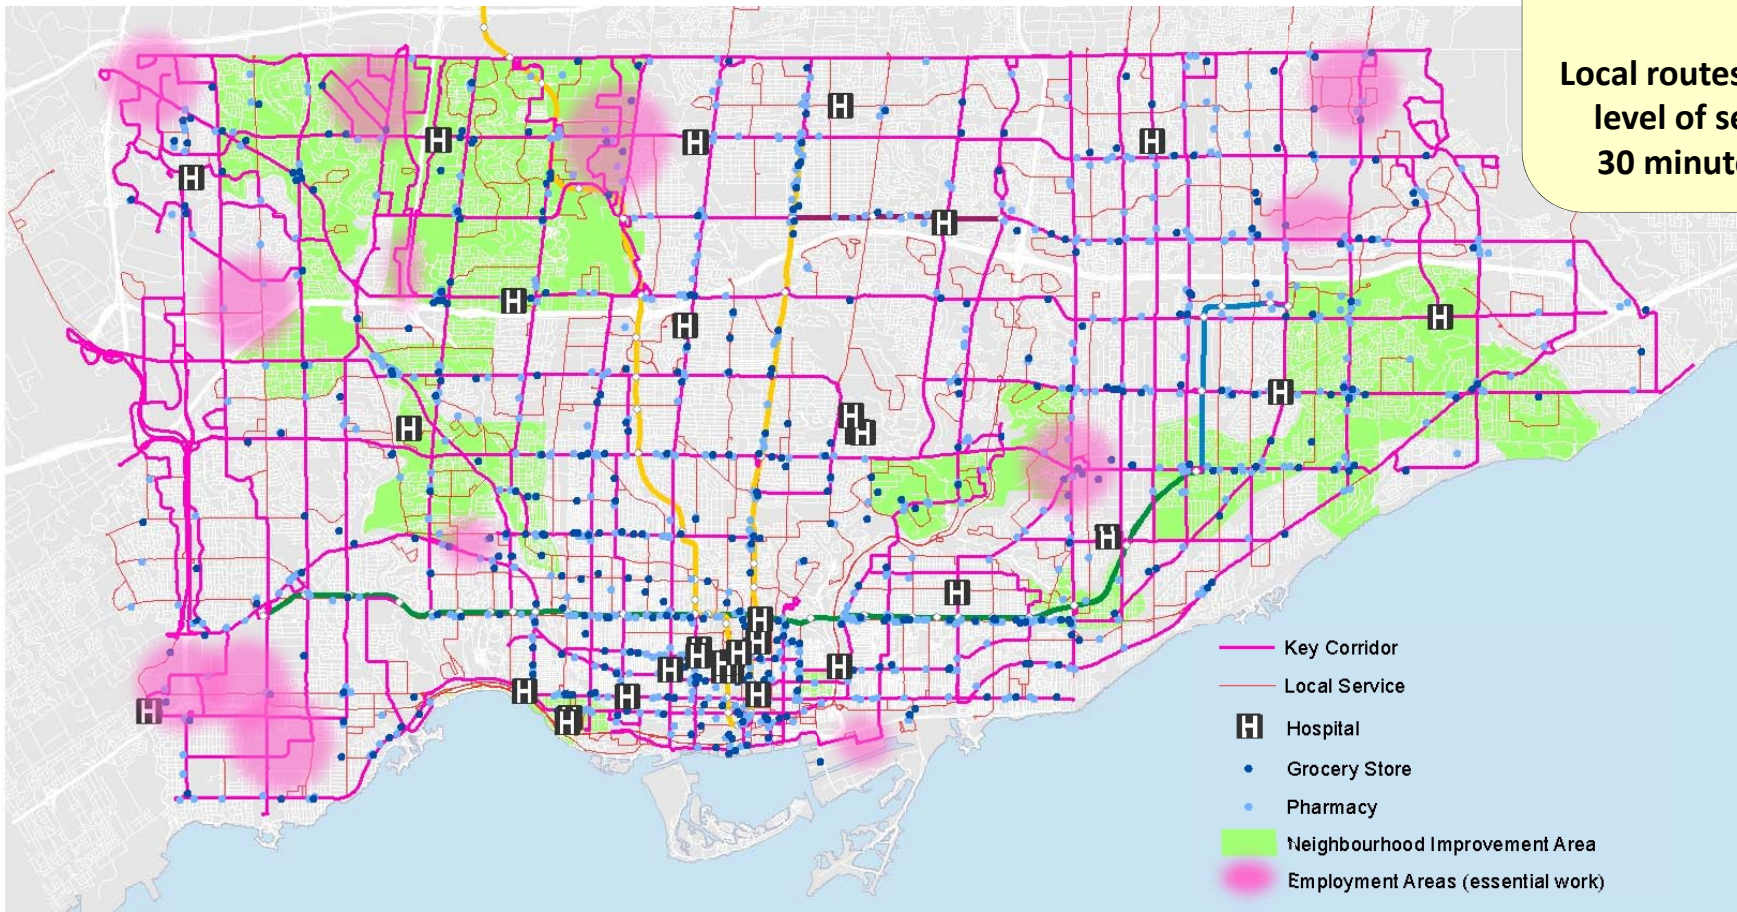 Local routes
level of se
30 minut
H
Key Corridor
Local Service
H Hospital
Grocery Store
Pharmacy
Neighbourhood Improvement Area
Employment Areas (essential work)